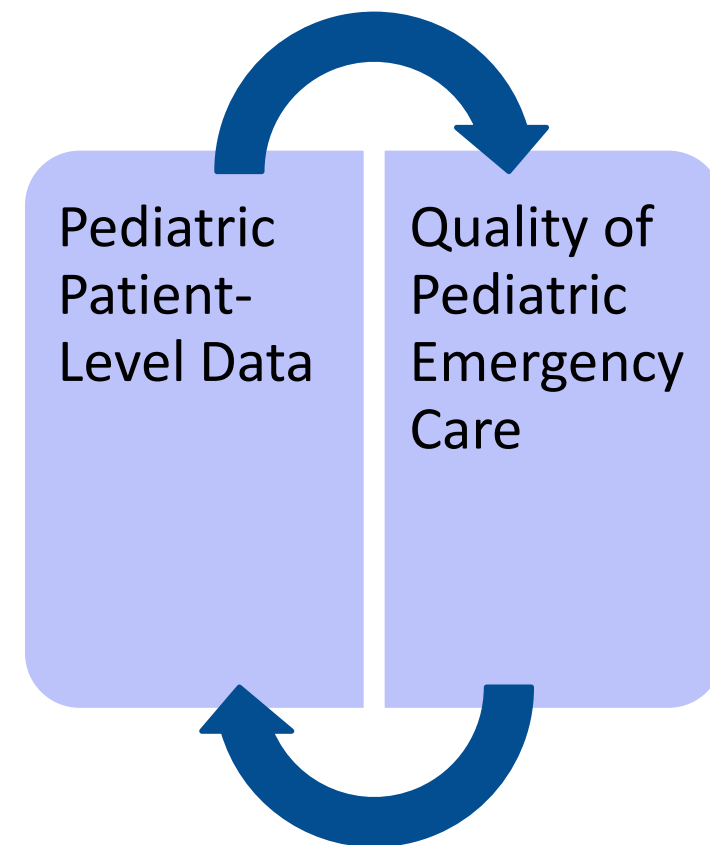 Pediatric
Patient-
Level Data
Quality of
Pediatric
Emergency
Care